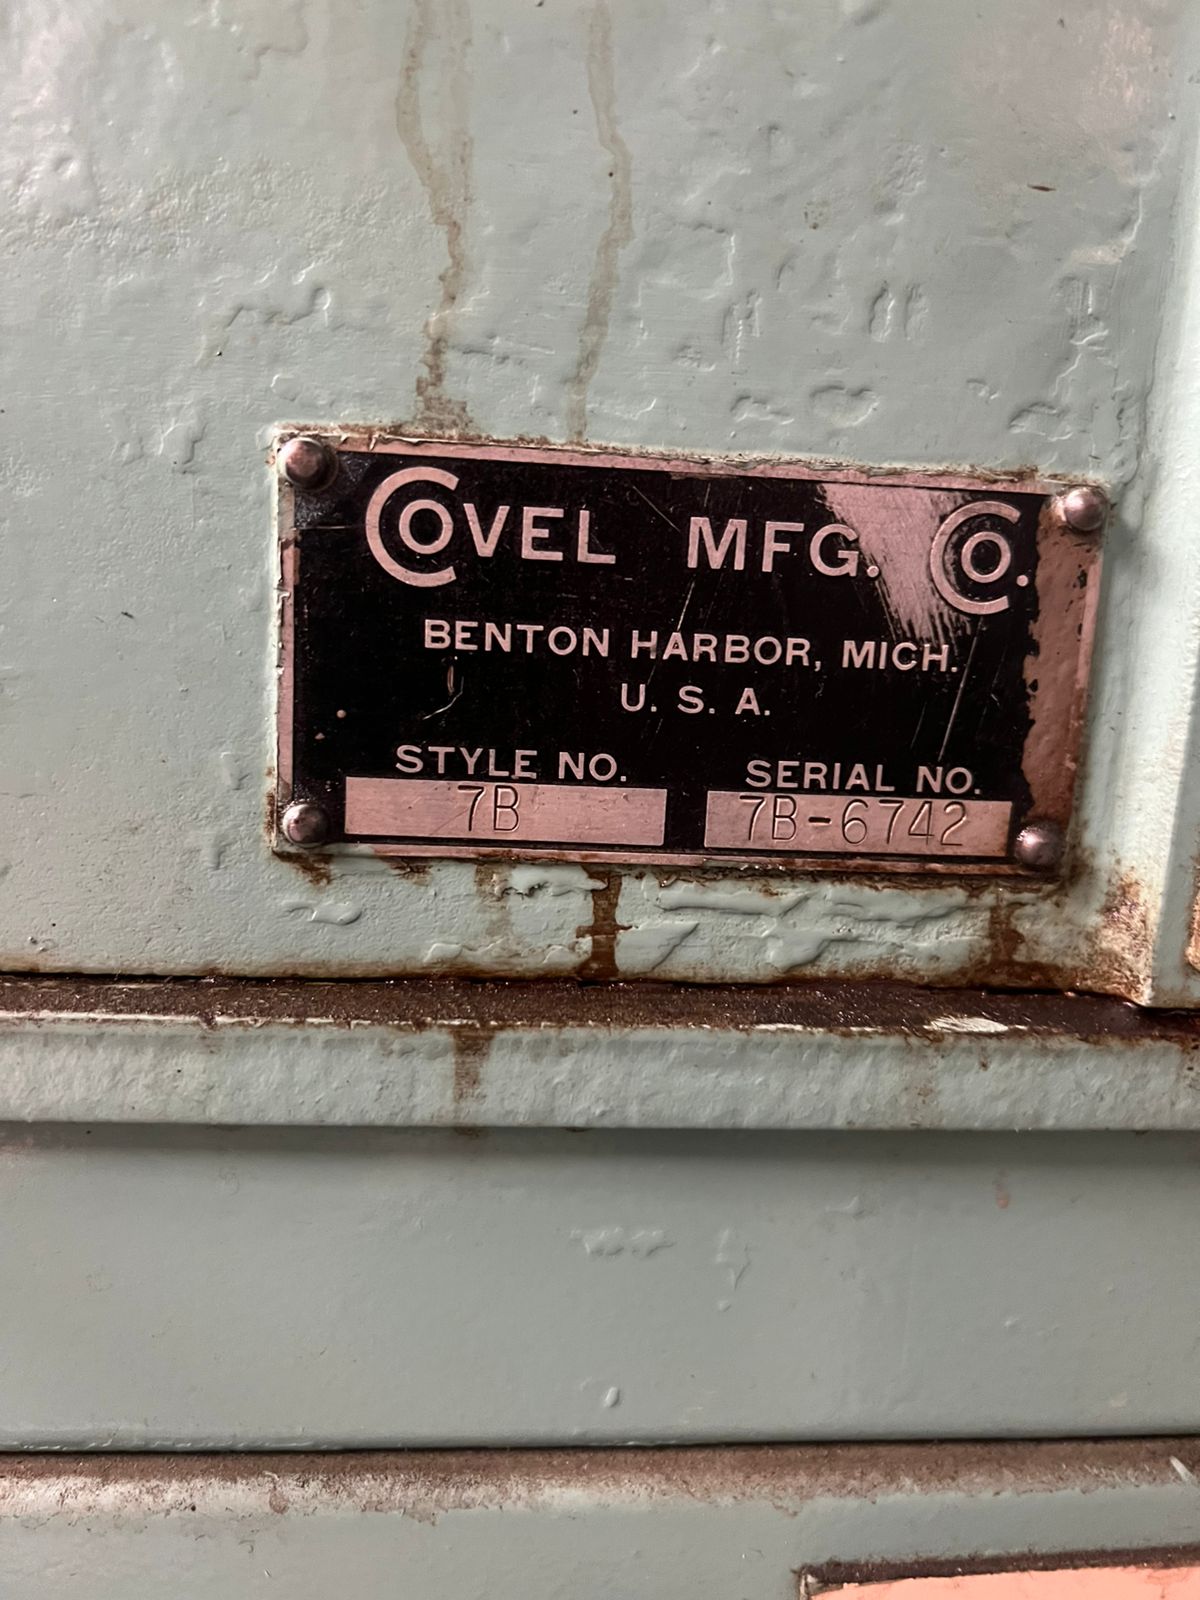 COVEL MFG. CO.
BENTON HARBOR, MICH.
U. S. A.
STYLE NO. SERIAL NO.
7B 7B-6742